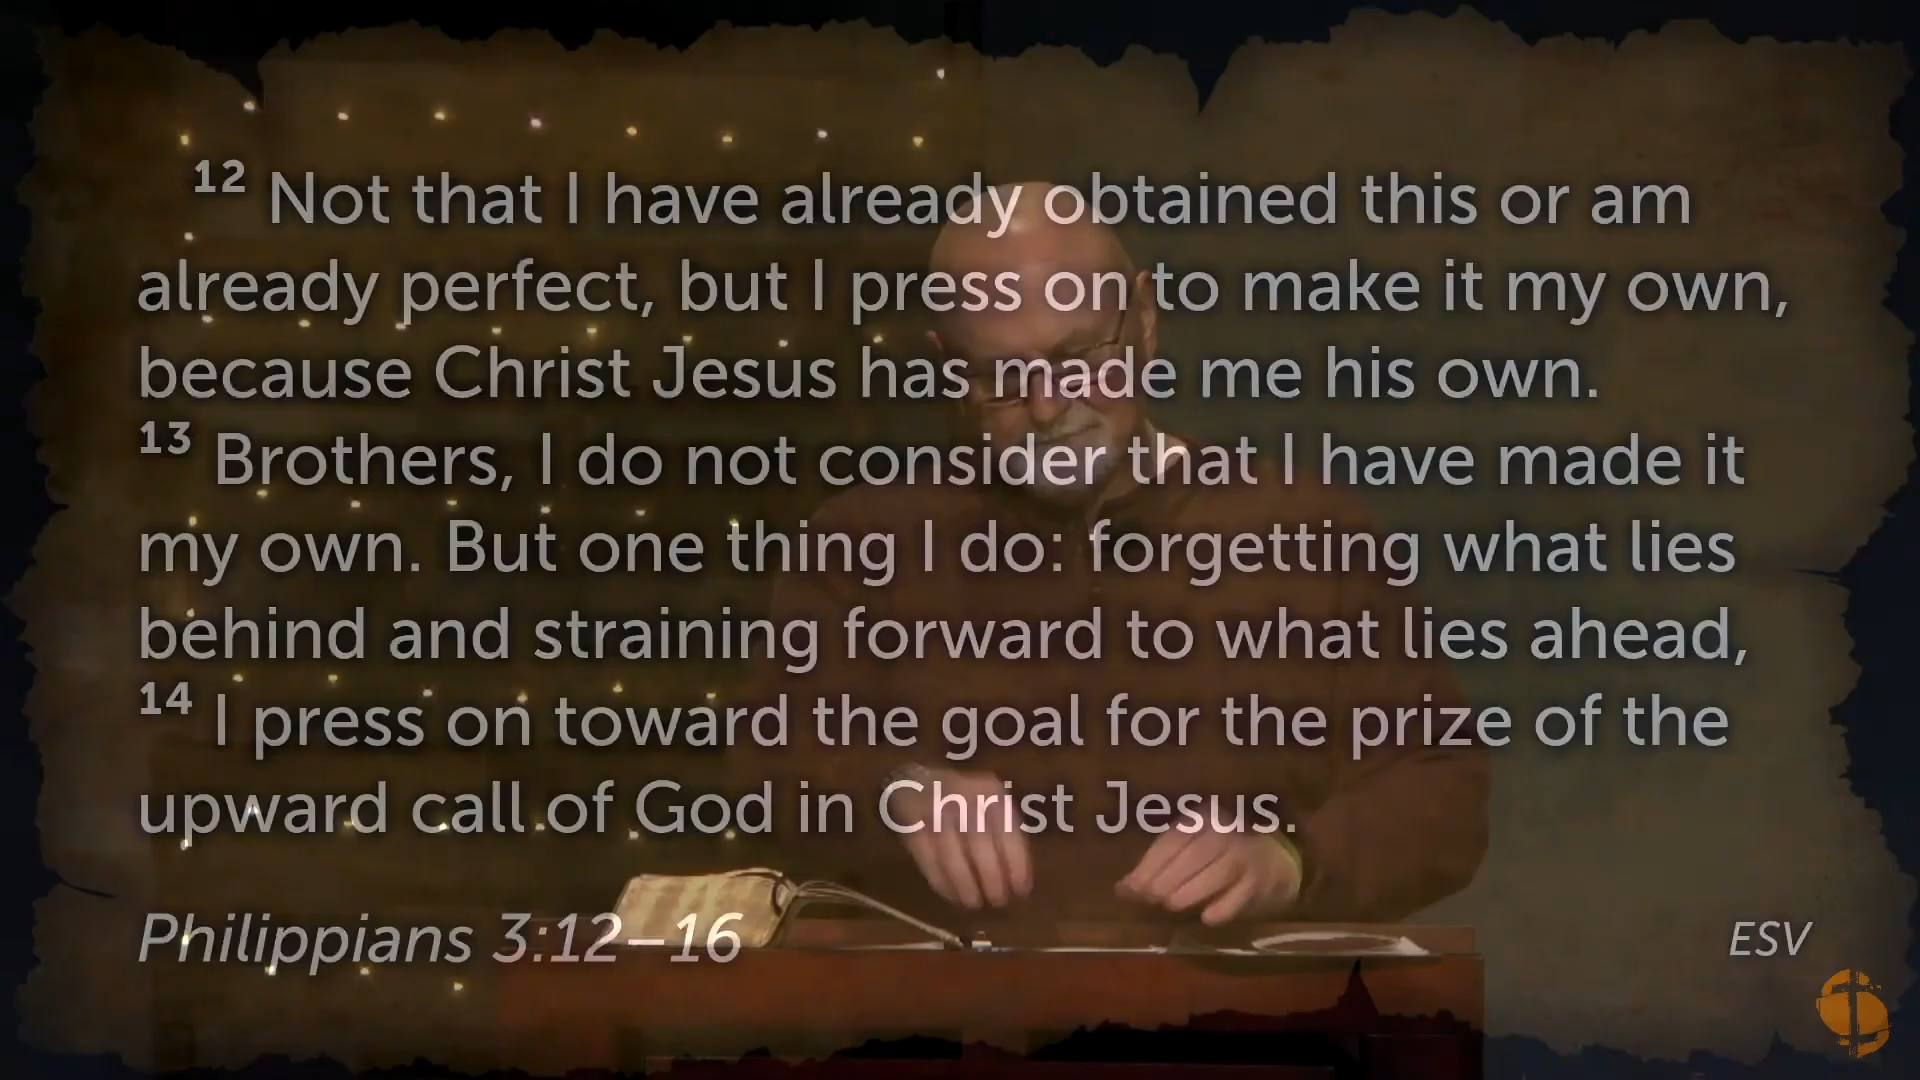 12 Not that I have already obtained this or am
already perfect, but I press on to make it my own,
because Christ Jesus has made me his own.
13 Brothers, I do not consider that I have made it
my own. But one thing I do: forgetting what lies
behind and straining forward to what lies ahead,
14 I press on toward the goal for the prize of the
upward call of God in Christ Jesus.
Philippians 3:12–16
ESV